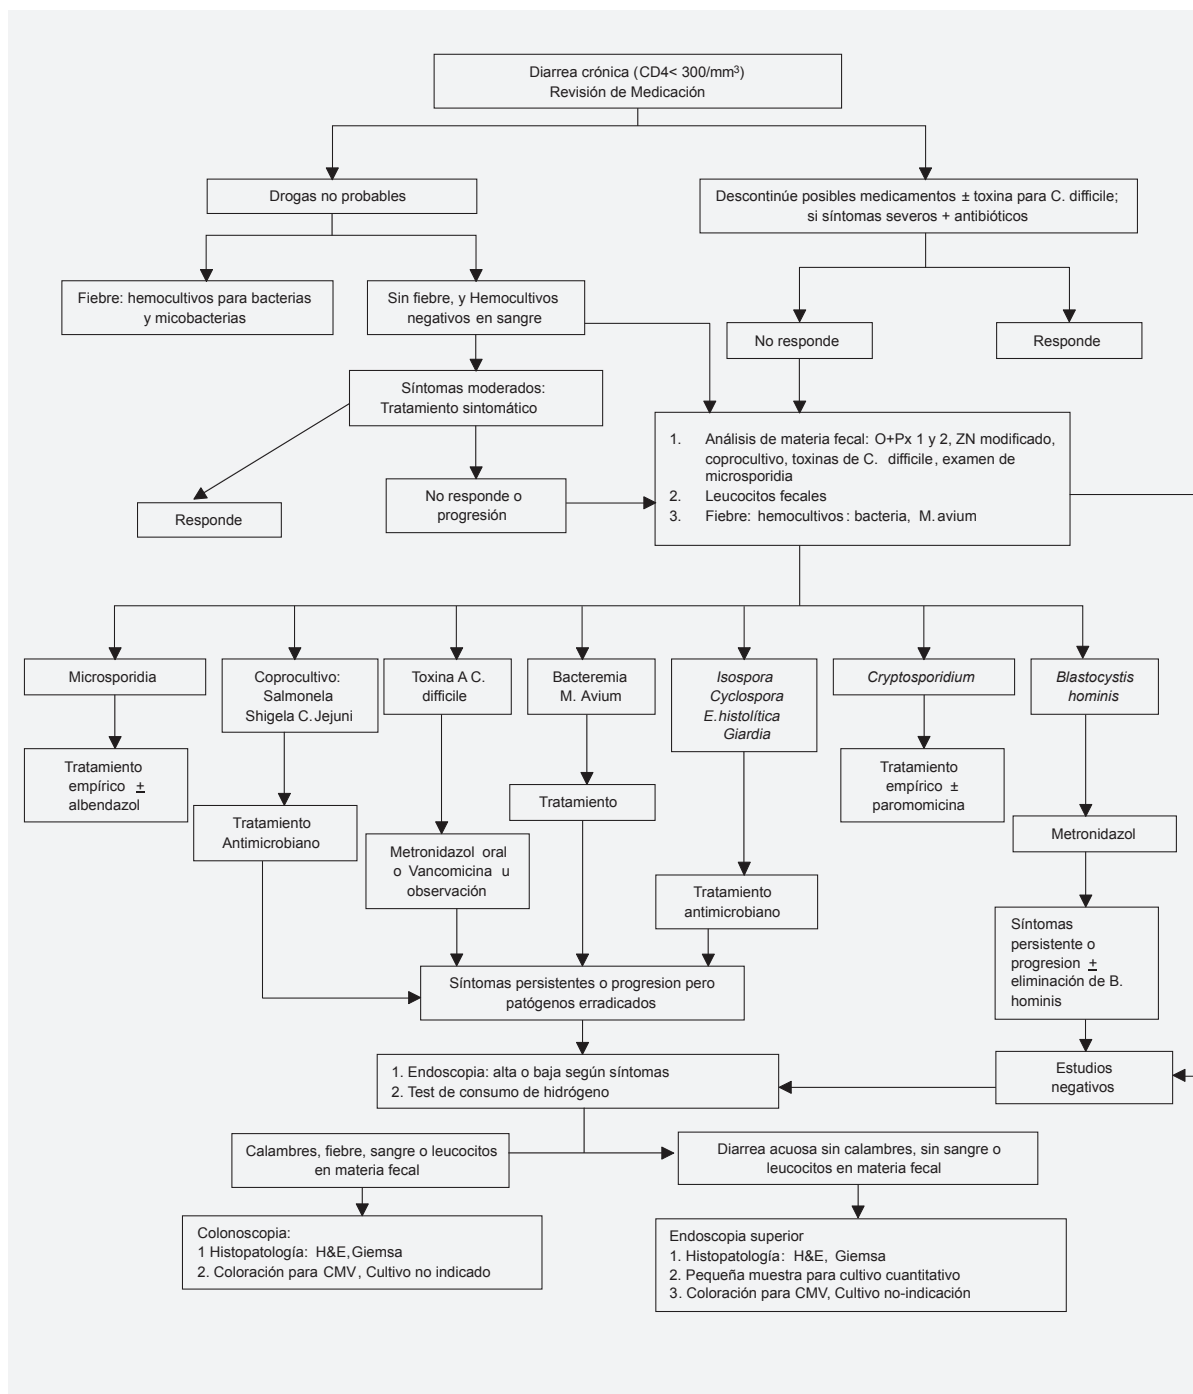 Diarrea crónica (CD4< 300/mm³)
Revisión de Medicación
Drogas no probables
Descontinúe posibles medicamentos ± toxina para C. difficile;
si síntomas severos + antibióticos
Fiebre: hemocultivos para bacterias
y micobacterias
Sin fiebre, y Hemocultivos
negativos en sangre
No responde
Responde
Síntomas moderados:
Tratamiento sintomático
Responde
No responde o
progresión
1. Análisis de materia fecal: O+Px 1 y 2, ZN modificado,
coprocultivo, toxinas de C. difficile, examen de
microsporidia
2. Leucocitos fecales
3. Fiebre: hemocultivos: bacteria, M. avium
Microsporidia
Coprocultivo:
Salmonela
Shigela C. Jejuni
Toxina A C.
difficile
Bacteremia
M. Avium
Isospora
Cyclospora
E. histolítica
Giardia
Cryptosporidium
Blastocystis
hominis
Tratamiento
empírico ±
albendazol
Tratamiento
Antimicrobiano
Metronidazol oral
o Vancomicina u
observación
Tratamiento
Tratamiento
antimicrobiano
Tratamiento
empírico ±
paromomicina
Metronidazol
Síntomas
persistente o
progresion ±
eliminación de B.
hominis
Síntomas persistentes o progresion pero
patógenos erradicados
1. Endoscopia: alta o baja según síntomas
2. Test de consumo de hidrógeno
Estudios
negativos
Calambres, fiebre, sangre o leucocitos
en materia fecal
Diarrea acuosa sin calambres, sin sangre o
leucocitos en materia fecal
Colonoscopia:
1 Histopatología: H&E, Giemsa
2. Coloración para CMV, Cultivo no indicado
Endoscopia superior
1. Histopatología: H&E, Giemsa
2. Pequeña muestra para cultivo cuantitativo
3. Coloración para CMV, Cultivo no-indicación